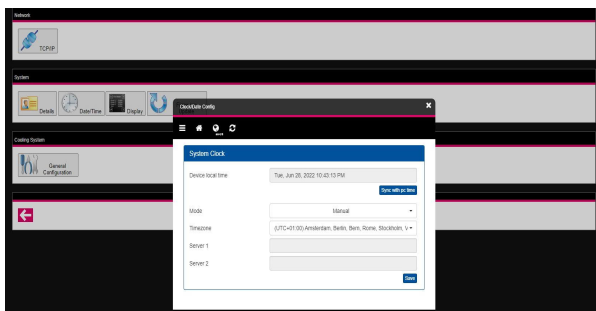 Network
TCP/IP
System
Details
Date/Time
Display
Cooling System
General
Configuration
Clock/Date Config
System Clock
Device local time
Tue, Jun 28, 2022 10:43:13 PM
Sync with pc time
Mode
Manual
Timezone
(UTC+01:00) Amsterdam, Berlin, Bern, Rome, Stockholm, V
Server 1
Server 2
Save